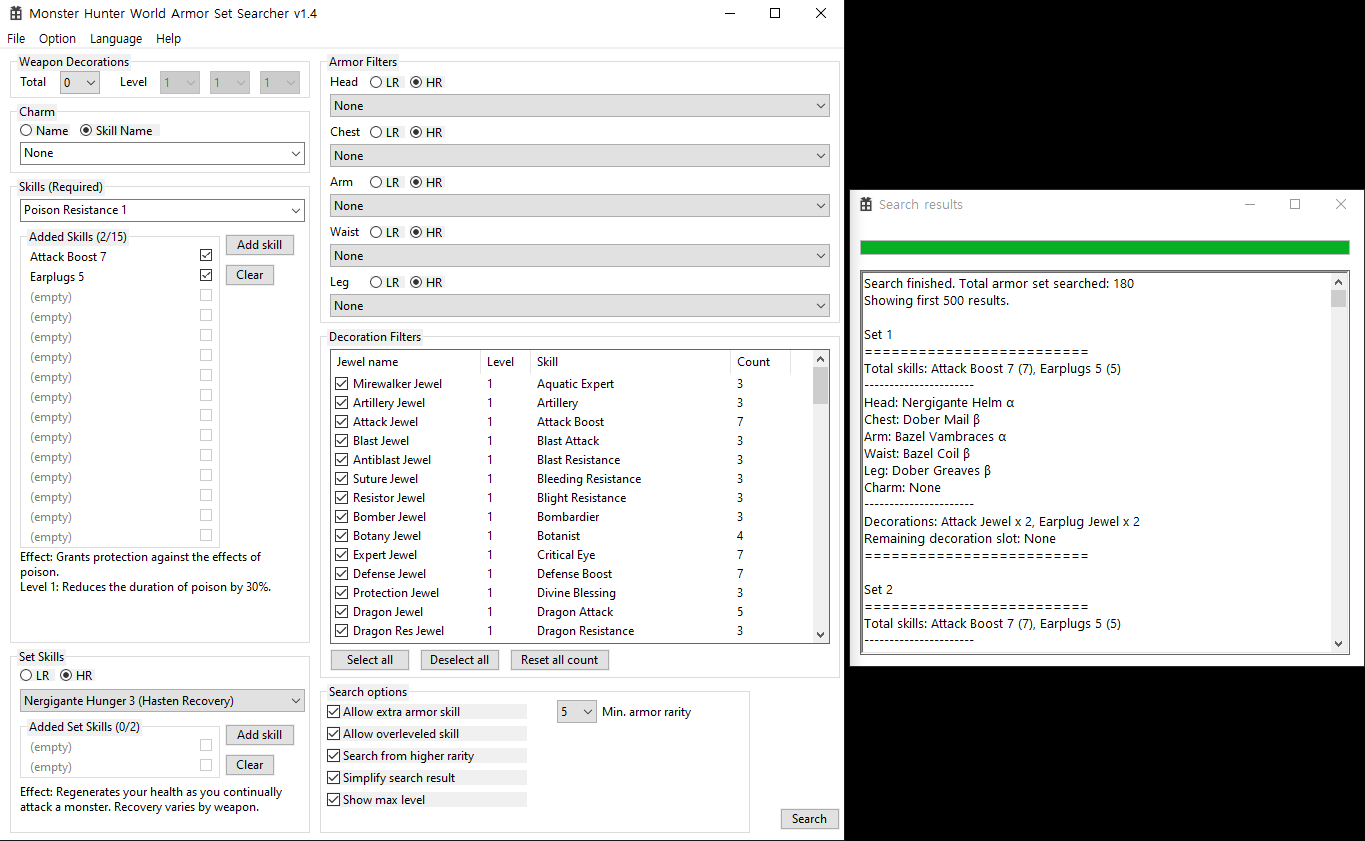 Monster Hunter World Armor Set Searcher v1.4
File Option Language Help
Weapon Decorations
Total 0 Level 1 1 1
Charm
Name Skill Name
None
Skills (Required)
Poison Resistance 1
Added Skills (2/15)
Add skill
Attack Boost 7
Earplugs 5
Clear
(empty)
(empty)
(empty)
(empty)
(empty)
(empty)
(empty)
(empty)
(empty)
(empty)
(empty)
(empty)
(empty)
Effect: Grants protection against the effects of
poison.
Level 1: Reduces the duration of poison by 30%.
Set Skills
LR HR
Nergigante Hunger 3 (Hasten Recovery)
Added Set Skills (0/2)
Add skill
(empty)
(empty)
Clear
Effect: Regenerates your health as you continually
attack a monster. Recovery varies by weapon.
Armor Filters
Head LR HR
None
Chest LR HR
None
Arm LR HR
None
Waist LR HR
None
Leg LR HR
None
Decoration Filters
Jewel name Level Skill Count
Mirewalker Jewel 1 Aquatic Expert 3
Artillery Jewel 1 Artillery 3
Attack Jewel 1 Attack Boost 7
Blast Jewel 1 Blast Attack 3
Antiblast Jewel 1 Blast Resistance 3
Suture Jewel 1 Bleeding Resistance 3
Resistor Jewel 1 Blight Resistance 3
Bomber Jewel 1 Bombardier 3
Botany Jewel 1 Botanist 4
Expert Jewel 1 Critical Eye 7
Defense Jewel 1 Defense Boost 7
Protection Jewel 1 Divine Blessing 3
Dragon Jewel 1 Dragon Attack 5
Dragon Res Jewel 1 Dragon Resistance 3
Select all Deselect all Reset all count
Search options
Allow extra armor skill 5 Min. armor rarity
Allow overleveled skill
Search from higher rarity
Simplify search result
Show max level
Search
Search results
Search finished. Total armor set searched: 180
Showing first 500 results.
Set 1
=========================
Total skills: Attack Boost 7 (7), Earplugs 5 (5)
----------------------
Head: Nergigante Helm α
Chest: Dober Mail β
Arm: Bazel Vambraces α
Waist: Bazel Coil β
Leg: Dober Greaves β
Charm: None
----------------------
Decorations: Attack Jewel x 2, Earplug Jewel x 2
Remaining decoration slot: None
=========================
Set 2
=========================
Total skills: Attack Boost 7 (7), Earplugs 5 (5)
----------------------